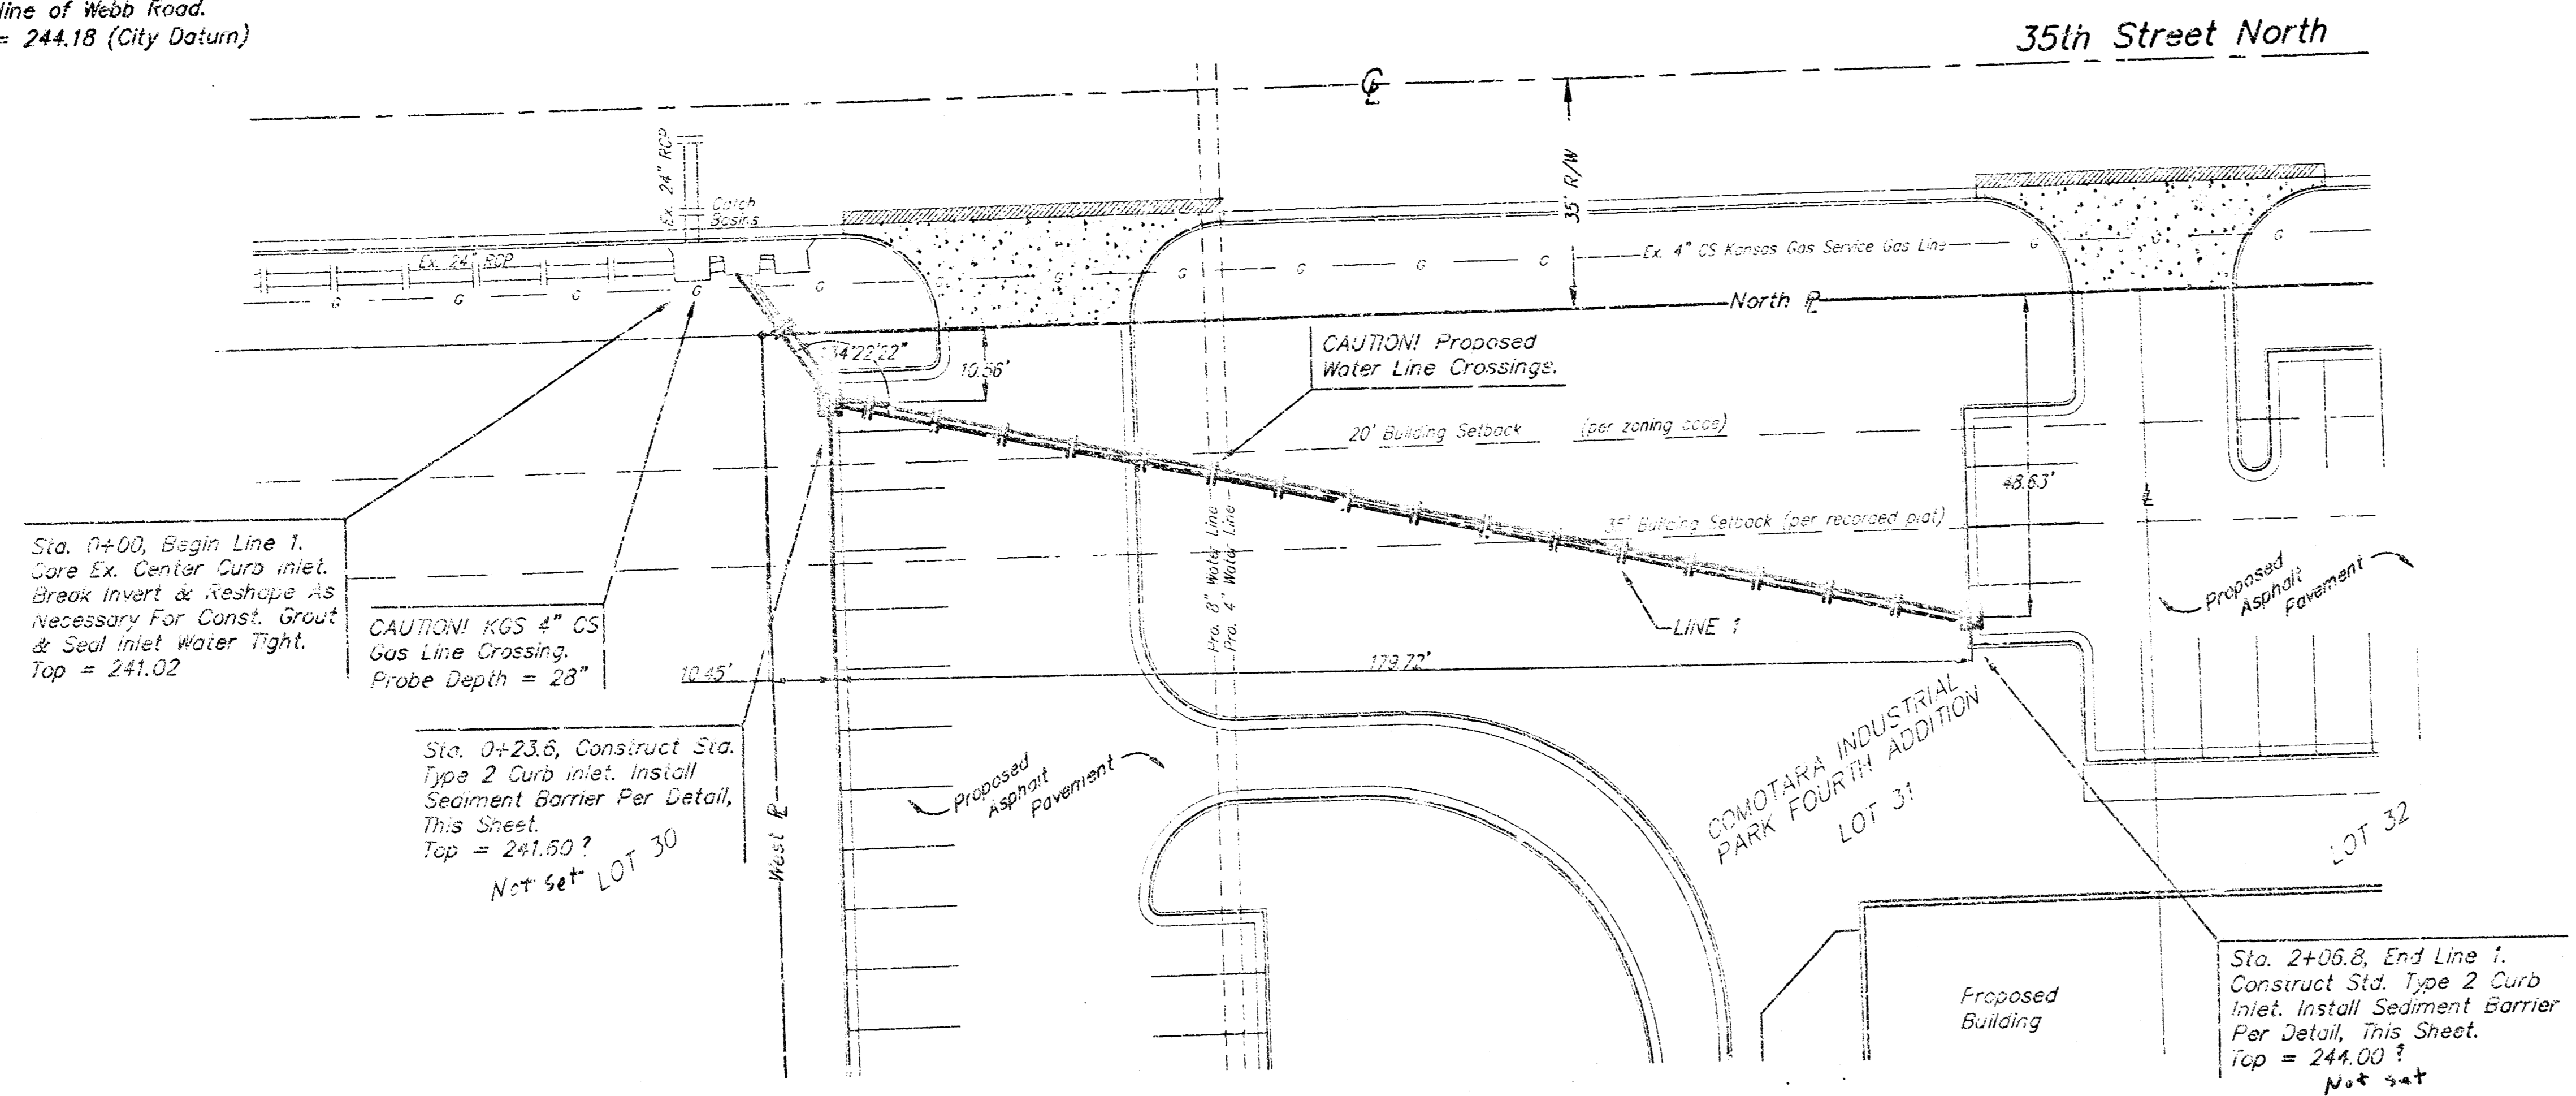 line of Webb Road.
= 244.18 (City Datum)
35th Street North
℄
35' R/W
Ex. 24" RCP
Catch
Basins
Ex. 24" RCP
G G G G G
G G G G G
Ex. 4" CS Kansas Gas Service Gas Line
G G G
North ℙ
10.56'
CAUTION! Proposed
Water Line Crossings.
20' Building Setback (per zoning code)
48.63'
35' Building Setback (per recorded plat)
Pro. 8" Water Line
Pro. 4" Water Line
LINE 1
Proposed
Asphalt
Pavement
Sta. 0+00, Begin Line 1.
Core Ex. Center Curb Inlet.
Break Invert & Reshape As
Necessary For Const. Grout
& Seal Inlet Water Tight.
Top = 241.02
CAUTION! KGS 4" CS
Gas Line Crossing.
Probe Depth = 28"
10.45'
179.72'
Sta. 0+23.6, Construct Sta.
Type 2 Curb Inlet. Install
Sediment Barrier Per Detail,
This Sheet.
Top = 241.60 ?
Not set
LOT 30
West ℙ
Proposed
Asphalt
Pavement
COMOTARA INDUSTRIAL
PARK FOURTH ADDITION
LOT 31
LOT 32
Proposed
Building
Sta. 2+06.8, End Line 1.
Construct Std. Type 2 Curb
Inlet. Install Sediment Barrier
Per Detail, This Sheet.
Top = 244.00 ?
Not set